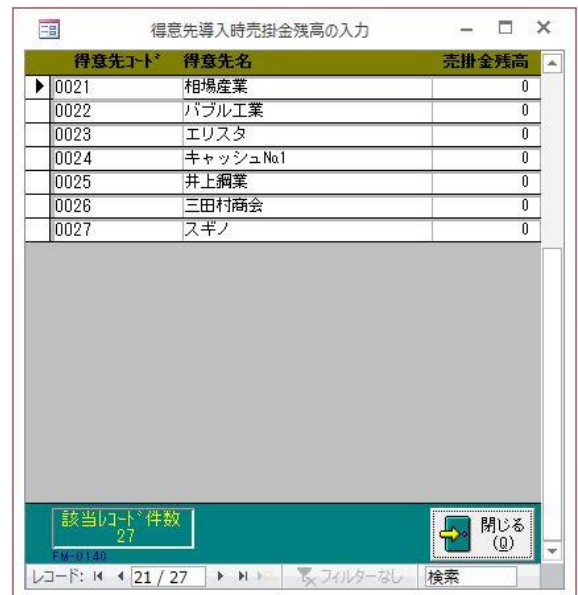 得意先導入時売掛金残高の入力
得意先ｺｰﾄﾞ 得意先名 売掛金残高
0021 相場産業 0
0022 バブル工業 0
0023 エリスタ 0
0024 キャッシュ№1 0
0025 井上鋼業 0
0026 三田村商会 0
0027 スギノ 0
該当ﾚｺｰﾄﾞ件数
27
閉じる
(Q)
FM-0140
レコード: 21 / 27 フィルターなし 検索